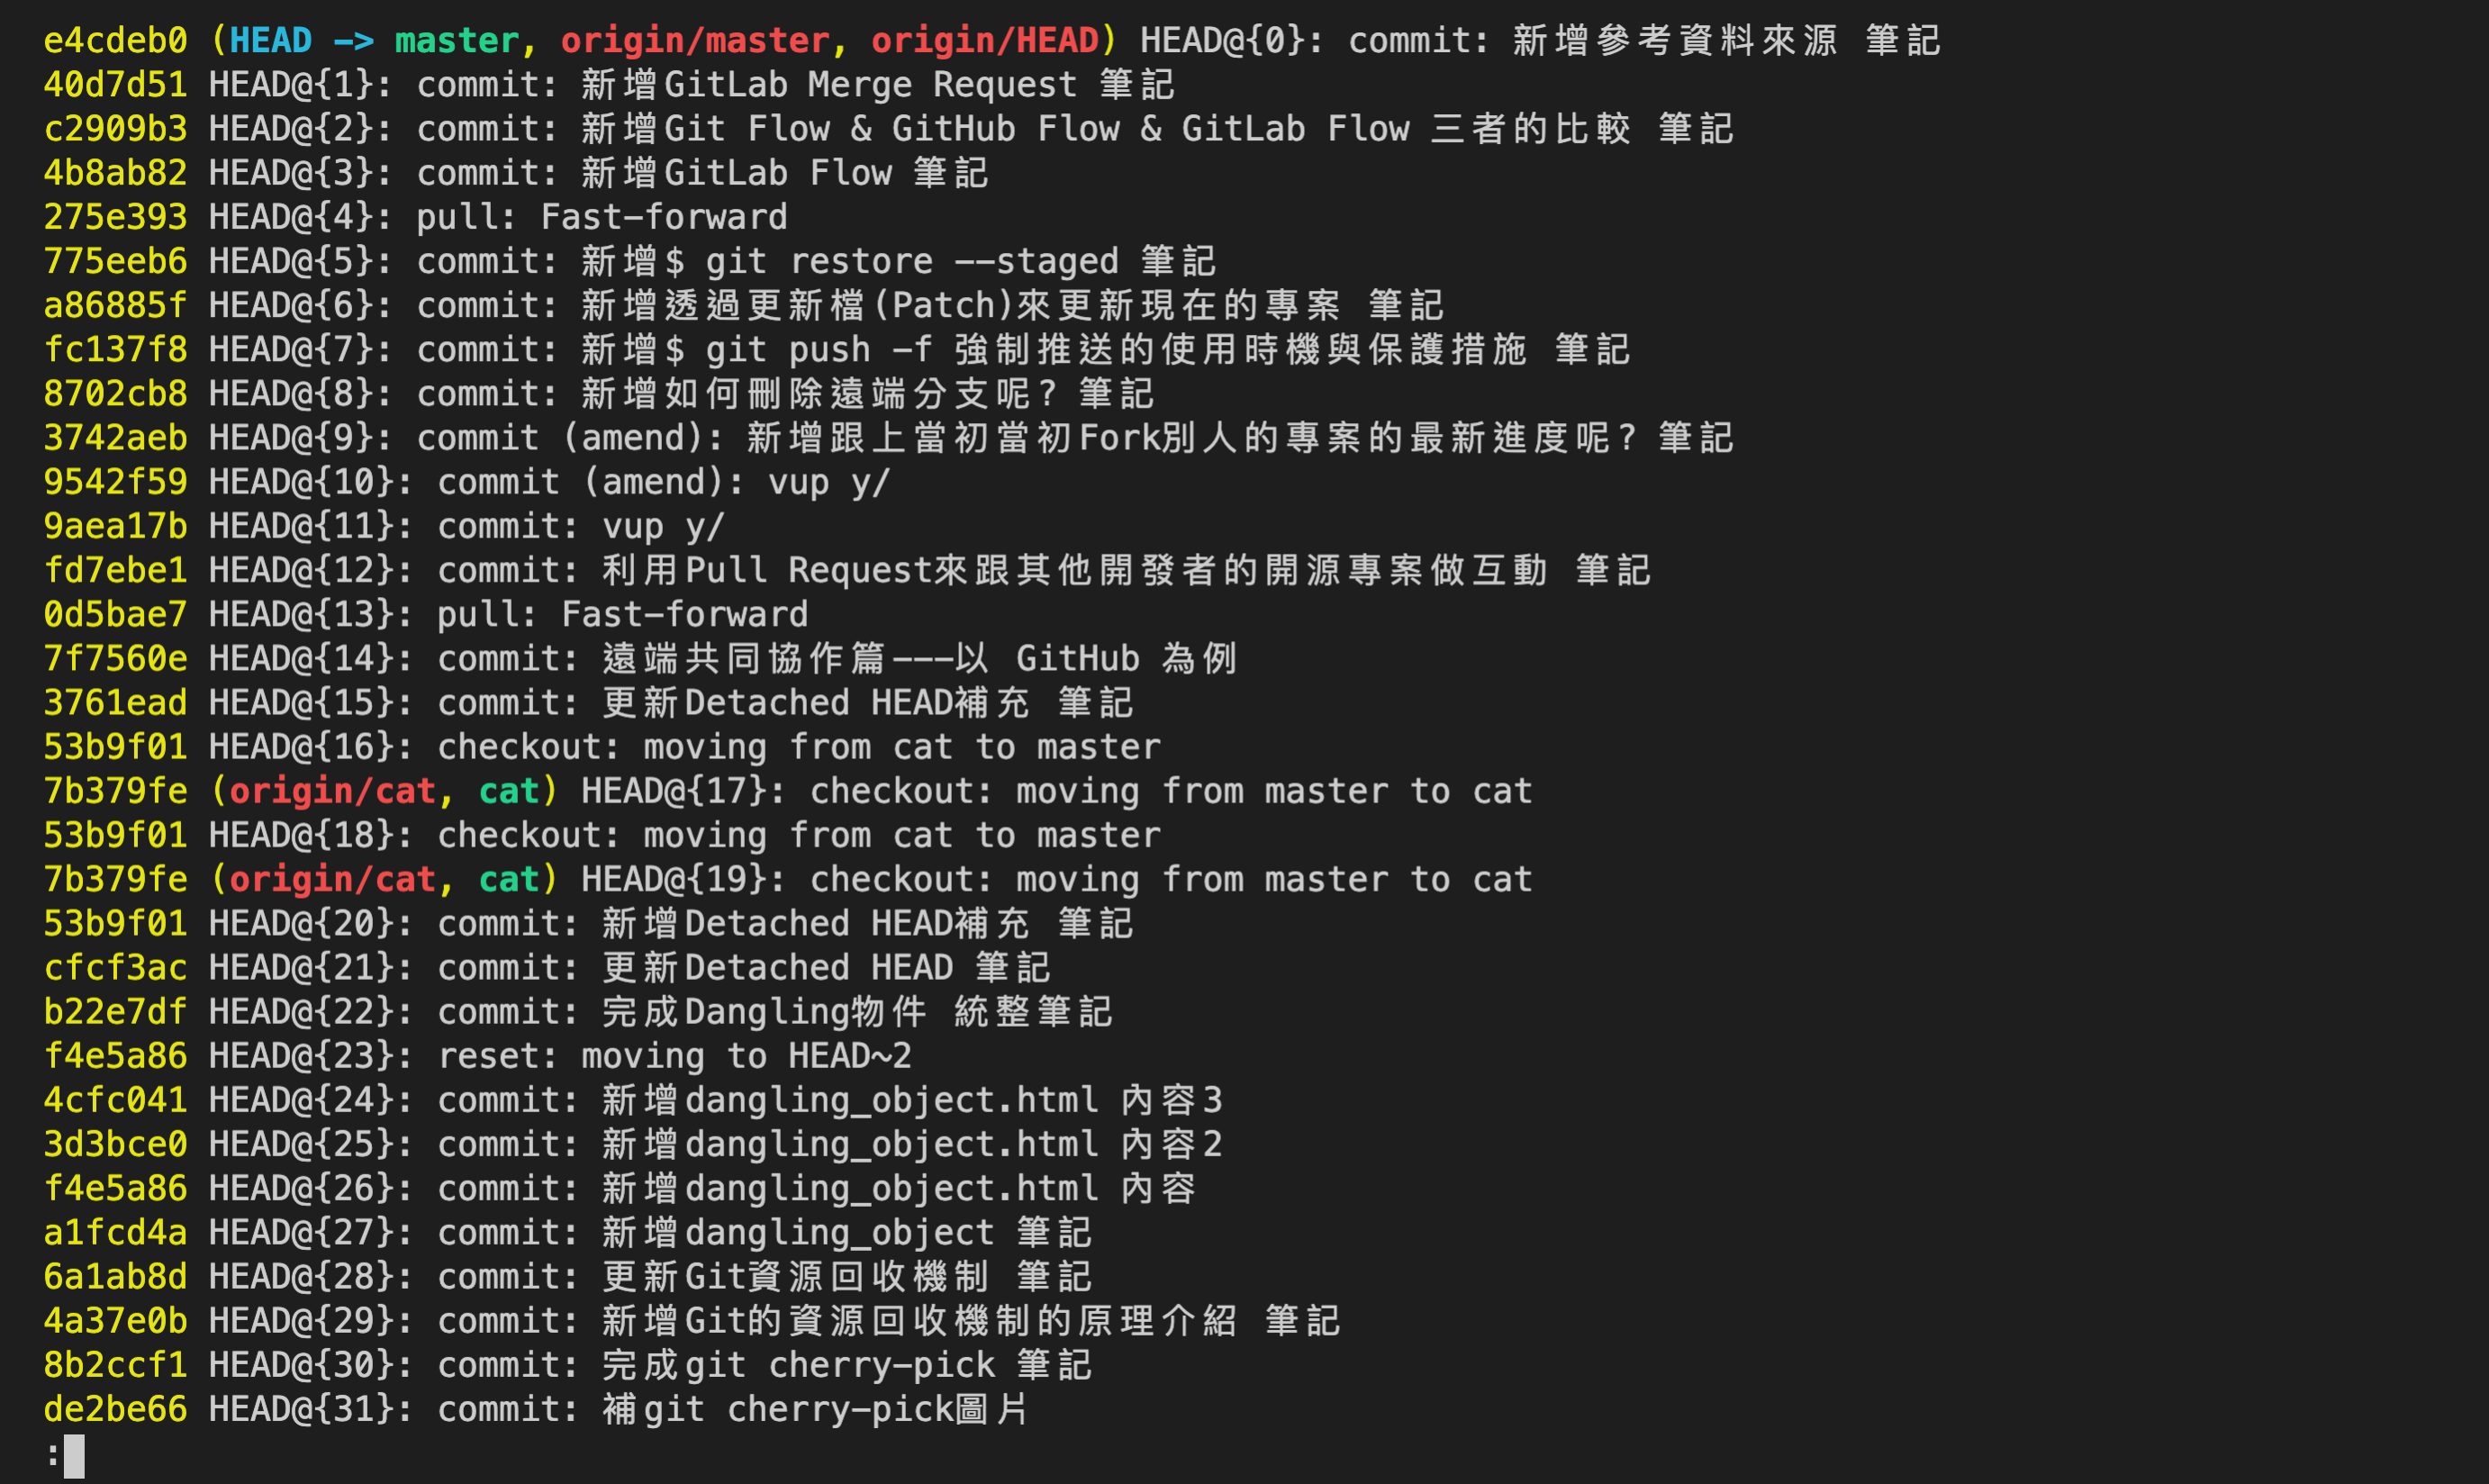 e4cdeb0 (HEAD -> master, origin/master, origin/HEAD) HEAD@{0}: commit: 新增參考資料來源 筆記
40d7d51 HEAD@{1}: commit: 新增GitLab Merge Request 筆記
c2909b3 HEAD@{2}: commit: 新增Git Flow & GitHub Flow & GitLab Flow 三者的比較 筆記
4b8ab82 HEAD@{3}: commit: 新增GitLab Flow 筆記
275e393 HEAD@{4}: pull: Fast-forward
775eeb6 HEAD@{5}: commit: 新增$ git restore --staged 筆記
a86885f HEAD@{6}: commit: 新增透過更新檔(Patch)來更新現在的專案 筆記
fc137f8 HEAD@{7}: commit: 新增$ git push -f 強制推送的使用時機與保護措施 筆記
8702cb8 HEAD@{8}: commit: 新增如何刪除遠端分支呢? 筆記
3742aeb HEAD@{9}: commit (amend): 新增跟上當初當初Fork別人的專案的最新進度呢? 筆記
9542f59 HEAD@{10}: commit (amend): vup y/
9aea17b HEAD@{11}: commit: vup y/
fd7ebe1 HEAD@{12}: commit: 利用Pull Request來跟其他開發者的開源專案做互動 筆記
0d5bae7 HEAD@{13}: pull: Fast-forward
7f7560e HEAD@{14}: commit: 遠端共同協作篇---以 GitHub 為例
3761ead HEAD@{15}: commit: 更新Detached HEAD補充 筆記
53b9f01 HEAD@{16}: checkout: moving from cat to master
7b379fe (origin/cat, cat) HEAD@{17}: checkout: moving from master to cat
53b9f01 HEAD@{18}: checkout: moving from cat to master
7b379fe (origin/cat, cat) HEAD@{19}: checkout: moving from master to cat
53b9f01 HEAD@{20}: commit: 新增Detached HEAD補充 筆記
cfcf3ac HEAD@{21}: commit: 更新Detached HEAD 筆記
b22e7df HEAD@{22}: commit: 完成Dangling物件 統整筆記
f4e5a86 HEAD@{23}: reset: moving to HEAD~2
4cfc041 HEAD@{24}: commit: 新增dangling_object.html 內容3
3d3bce0 HEAD@{25}: commit: 新增dangling_object.html 內容2
f4e5a86 HEAD@{26}: commit: 新增dangling_object.html 內容
a1fcd4a HEAD@{27}: commit: 新增dangling_object 筆記
6a1ab8d HEAD@{28}: commit: 更新Git資源回收機制 筆記
4a37e0b HEAD@{29}: commit: 新增Git的資源回收機制的原理介紹 筆記
8b2ccf1 HEAD@{30}: commit: 完成git cherry-pick 筆記
de2be66 HEAD@{31}: commit: 補git cherry-pick圖片
: